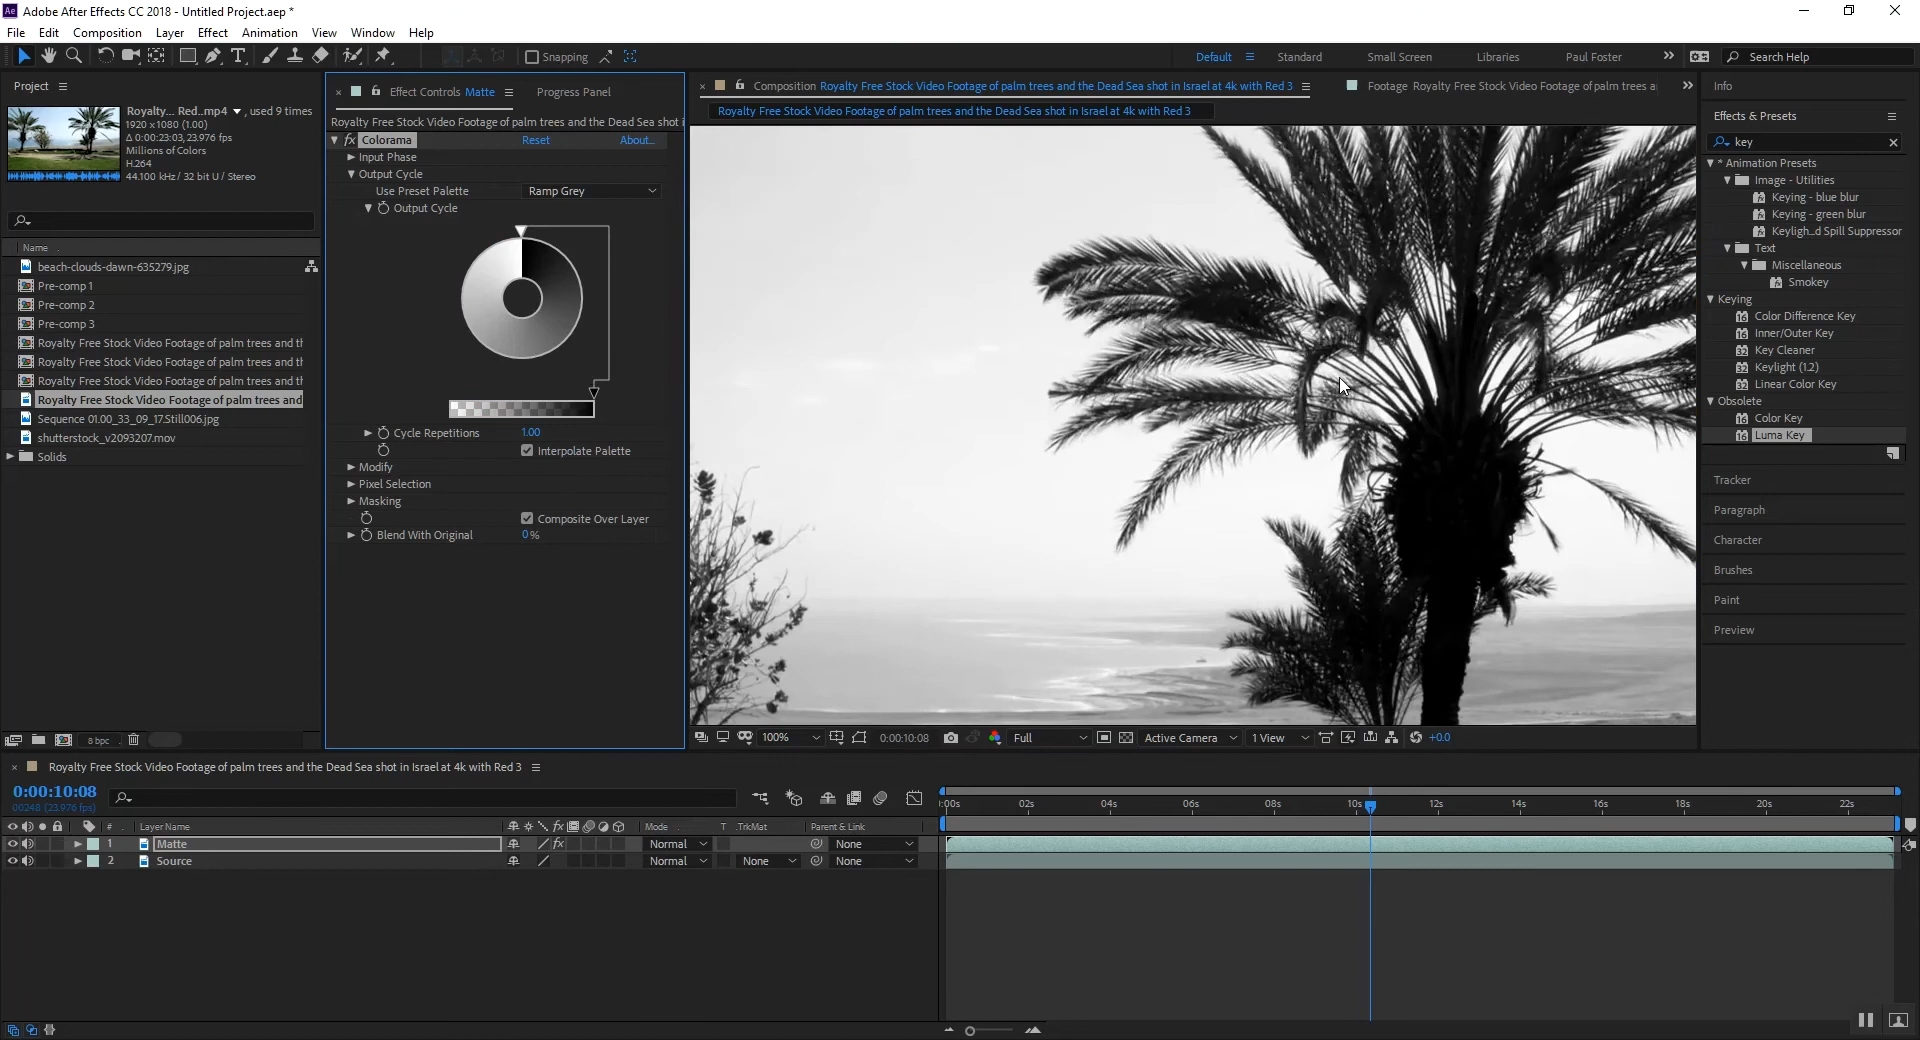 Adobe After Effects CC 2018 - Untitled Project.aep *
File Edit Composition Layer Effect Animation View Window Help
Snapping
Default Standard Small Screen Libraries Paul Foster Search Help
Project
Royalty... Red..mp4 , used 9 times
1920 x 1080 (1.00)
Δ 0:00:23:03, 23.976 fps
Millions of Colors
H.264
44.100 kHz / 32 bit U / Stereo
Name
beach-clouds-dawn-635279.jpg
Pre-comp 1
Pre-comp 2
Pre-comp 3
Royalty Free Stock Video Footage of palm trees and th
Royalty Free Stock Video Footage of palm trees and th
Royalty Free Stock Video Footage of palm trees and th
Royalty Free Stock Video Footage of palm trees and
Sequence 01.00_33_09_17.Still006.jpg
shutterstock_v2093207.mov
Solids
8 bpc
Effect Controls Matte Progress Panel
Royalty Free Stock Video Footage of palm trees and the Dead Sea shot i
fx Colorama Reset About...
Input Phase
Output Cycle
Use Preset Palette Ramp Grey
Output Cycle
Cycle Repetitions 1.00
Interpolate Palette
Modify
Pixel Selection
Masking
Composite Over Layer
Blend With Original 0%
Composition Royalty Free Stock Video Footage of palm trees and the Dead Sea shot in Israel at 4k with Red 3
Footage Royalty Free Stock Video Footage of palm trees a
Royalty Free Stock Video Footage of palm trees and the Dead Sea shot in Israel at 4k with Red 3
100% 0:00:10:08 Full Active Camera 1 View +0.0
Info
Effects & Presets
key
* Animation Presets
Image - Utilities
Keying - blue blur
Keying - green blur
Keyligh...d Spill Suppressor
Text
Miscellaneous
Smokey
Keying
Color Difference Key
Inner/Outer Key
Key Cleaner
Keylight (1.2)
Linear Color Key
Obsolete
Color Key
Luma Key
Tracker
Paragraph
Character
Brushes
Paint
Preview
Royalty Free Stock Video Footage of palm trees and the Dead Sea shot in Israel at 4k with Red 3
0:00:10:08
00248 (23.976 fps)
:00s 02s 04s 06s 08s 10s 12s 14s 16s 18s 20s 22s
# Layer Name fx Mode T .TrkMat Parent & Link
1 Matte fx Normal None
2 Source Normal None None